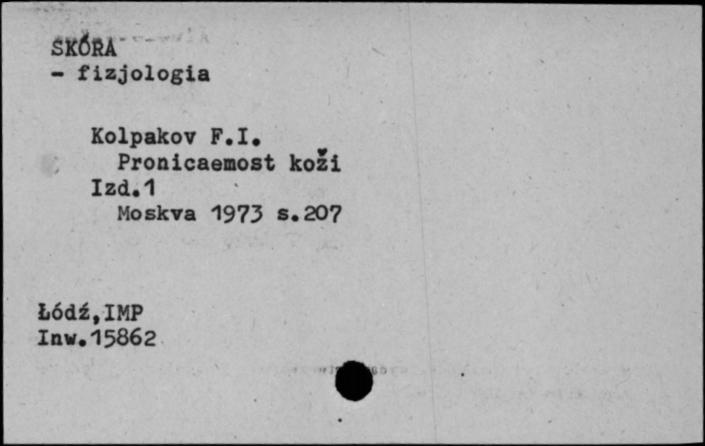 SKÓRA
- fizjologia
Kolpakov F.I.
Pronicaemost koži
Izd.1
Moskva 1973 s.207
Łódź,IMP
Inw.15862